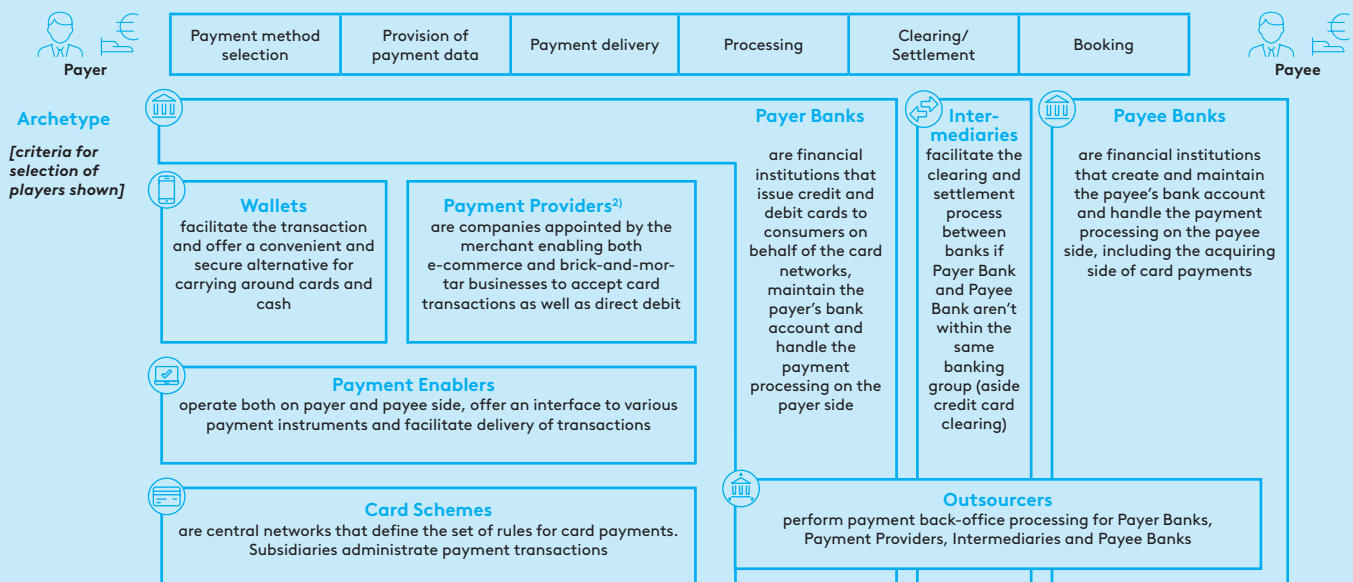 Payer
Payment method
selection
Provision of
payment data
Payment delivery
Processing
Clearing/
Settlement
Booking
Payee
Archetype
[criteria for
selection of
players shown]
Wallets
facilitate the transaction
and offer a convenient and
secure alternative for
carrying around cards and
cash
Payment Providers2)
are companies appointed by the
merchant enabling both
e-commerce and brick-and-mor-
tar businesses to accept card
transactions as well as direct debit
Payment Enablers
operate both on payer and payee side, offer an interface to various
payment instruments and facilitate delivery of transactions
Card Schemes
are central networks that define the set of rules for card payments.
Subsidiaries administrate payment transactions
Payer Banks
are financial
institutions that
issue credit and
debit cards to
consumers on
behalf of the card
networks,
maintain the
payer's bank
account and
handle the
payment
processing on the
payer side
Inter-
mediaries
facilitate the
clearing and
settlement
process
between
banks if
Payer Bank
and Payee
Bank aren't
within the
same
banking
group (aside
credit card
clearing)
Payee Banks
are financial institutions
that create and maintain
the payee's bank account
and handle the payment
processing on the payee
side, including the acquiring
side of card payments
Outsourcers
perform payment back-office processing for Payer Banks,
Payment Providers, Intermediaries and Payee Banks